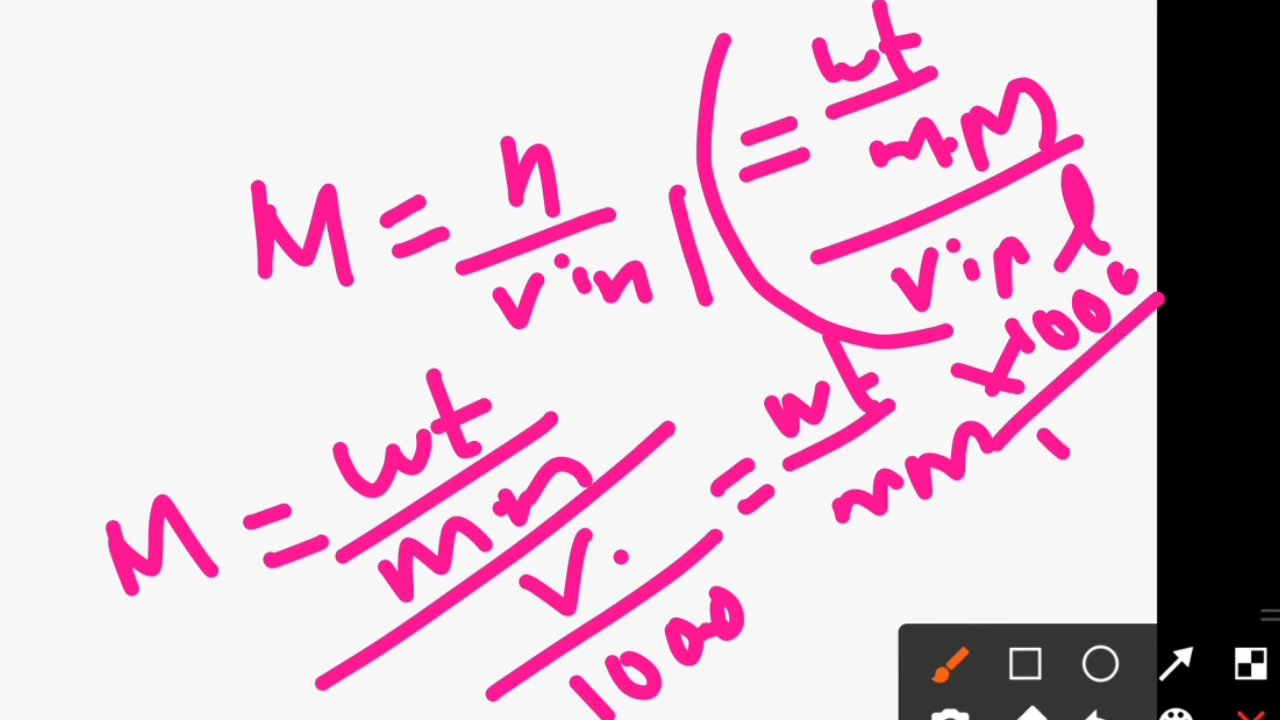 M = n / v in l ( = wt / mm / v in l
M = wt / mm / v / 1000 = wt / mm × 1000 / v